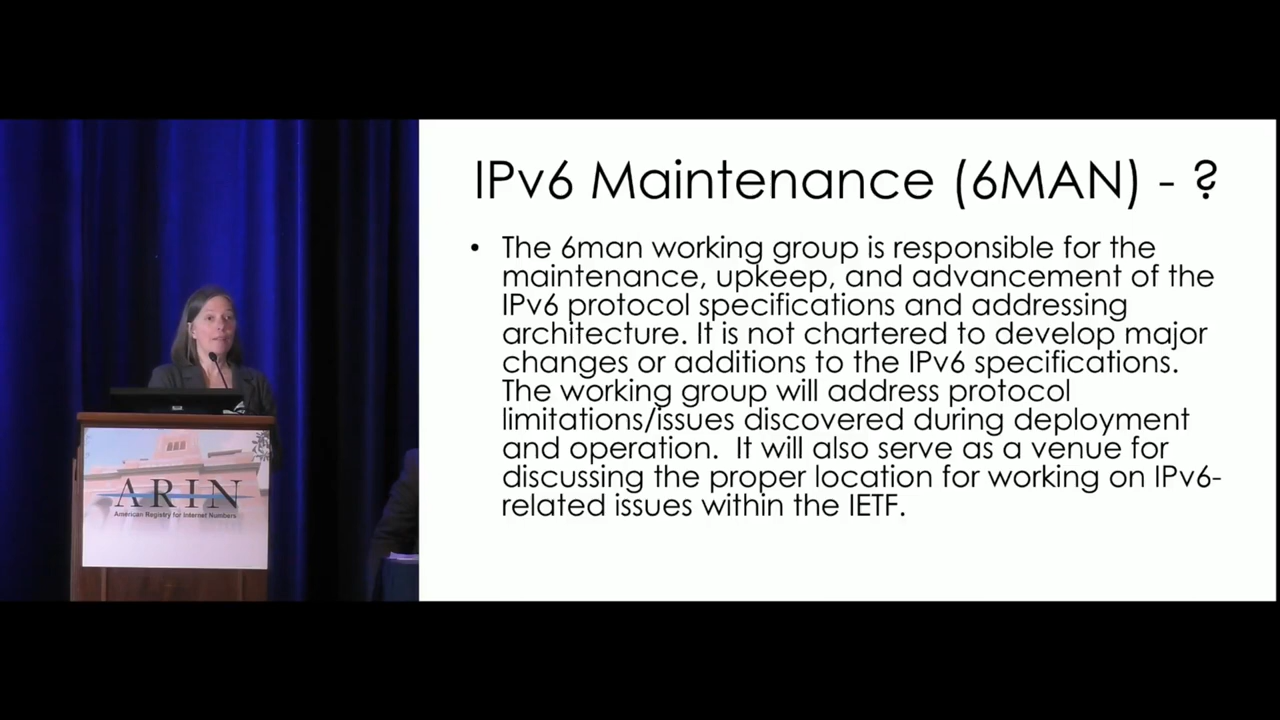 IPv6 Maintenance (6MAN) - ?
• The 6man working group is responsible for the
maintenance, upkeep, and advancement of the
IPv6 protocol specifications and addressing
architecture. It is not chartered to develop major
changes or additions to the IPv6 specifications.
The working group will address protocol
limitations/issues discovered during deployment
and operation.  It will also serve as a venue for
discussing the proper location for working on IPv6-
related issues within the IETF.
ARIN
American Registry for Internet Numbers